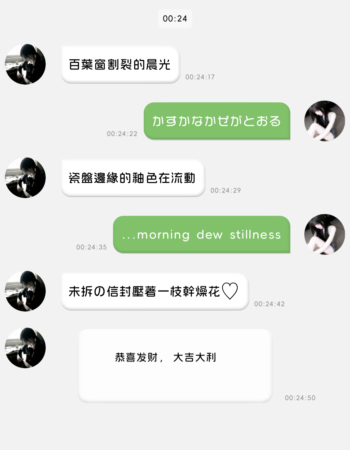 00:24
百葉窗割裂的晨光
00:24:17
かすかなかぜがとおる
00:24:22
瓷盤邊緣的釉色在流動
00:24:29
...morning dew stillness
00:24:35
未拆の信封壓著一枝幹燥花♡
00:24:42
恭喜发财，大吉大利
00:24:50